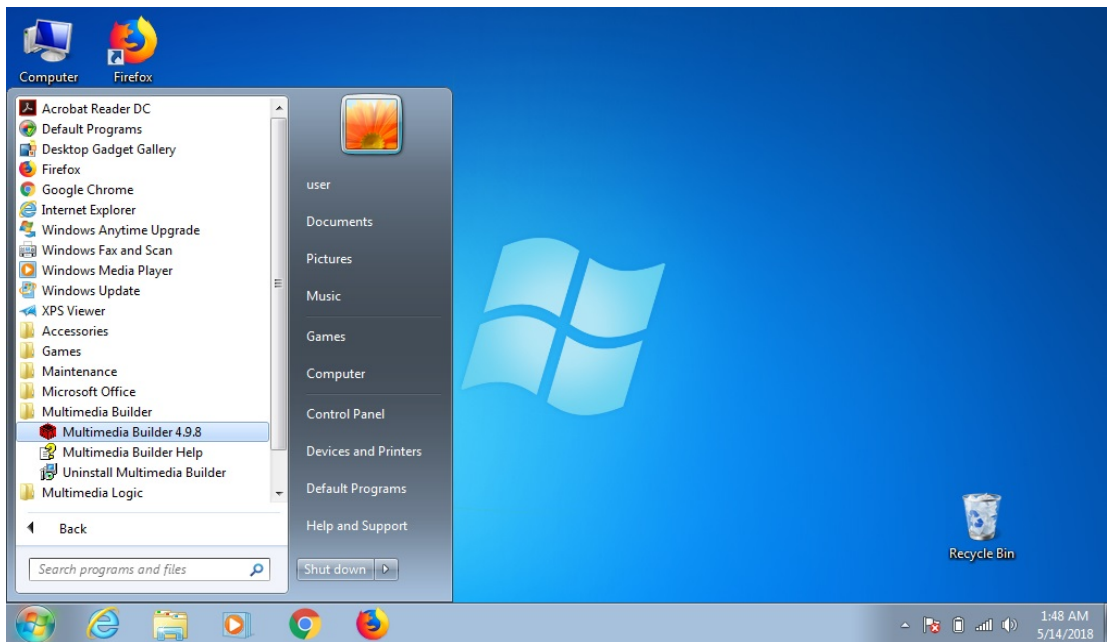 Computer
Firefox
Acrobat Reader DC
Default Programs
Desktop Gadget Gallery
Firefox
Google Chrome
Internet Explorer
Windows Anytime Upgrade
Windows Fax and Scan
Windows Media Player
Windows Update
XPS Viewer
Accessories
Games
Maintenance
Microsoft Office
Multimedia Builder
Multimedia Builder 4.9.8
Multimedia Builder Help
Uninstall Multimedia Builder
Multimedia Logic
Back
Search programs and files
user
Documents
Pictures
Music
Games
Computer
Control Panel
Devices and Printers
Default Programs
Help and Support
Shut down
Recycle Bin
1:48 AM
5/14/2018